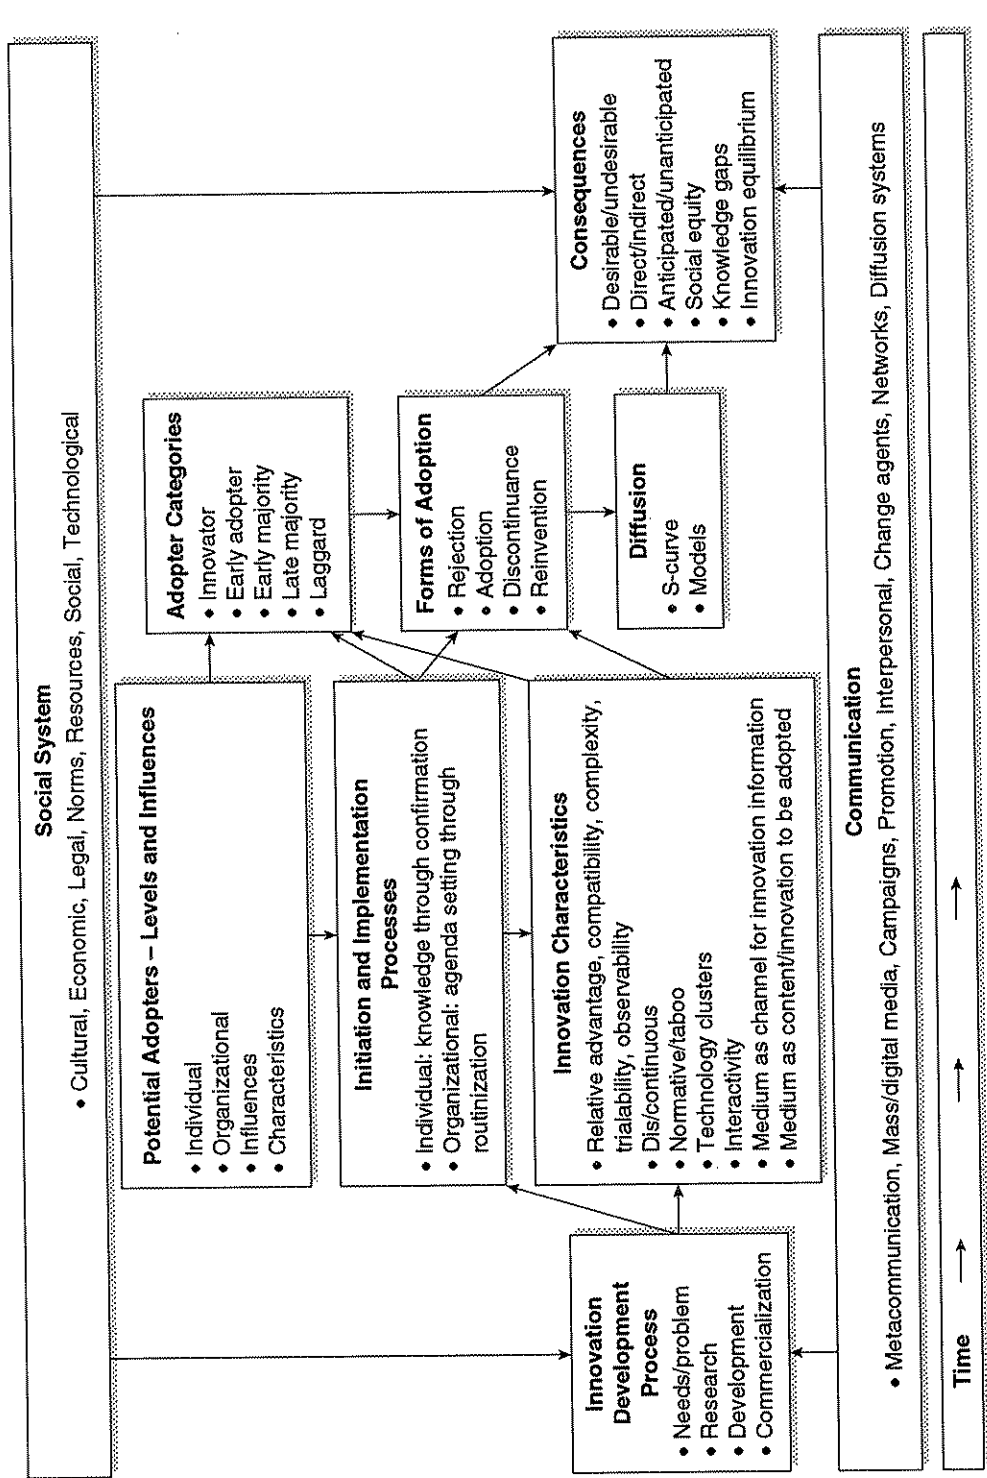 Social System
• Cultural, Economic, Legal, Norms, Resources, Social, Technological
Potential Adopters – Levels and Influences
• Individual
• Organizational
• Influences
• Characteristics
Adopter Categories
• Innovator
• Early adopter
• Early majority
• Late majority
• Laggard
Initiation and Implementation
Processes
• Individual: knowledge through confirmation
• Organizational: agenda setting through
routinization
Forms of Adoption
• Rejection
• Adoption
• Discontinuance
• Reinvention
Innovation
Development
Process
• Needs/problem
• Research
• Development
• Commercialization
Innovation Characteristics
• Relative advantage, compatibility, complexity,
trialability, observability
• Dis/continuous
• Normative/taboo
• Technology clusters
• Interactivity
• Medium as channel for innovation information
• Medium as content/innovation to be adopted
Diffusion
• S-curve
• Models
Consequences
• Desirable/undesirable
• Direct/indirect
• Anticipated/unanticipated
• Social equity
• Knowledge gaps
• Innovation equilibrium
Communication
• Metacommunication, Mass/digital media, Campaigns, Promotion, Interpersonal, Change agents, Networks, Diffusion systems
Time